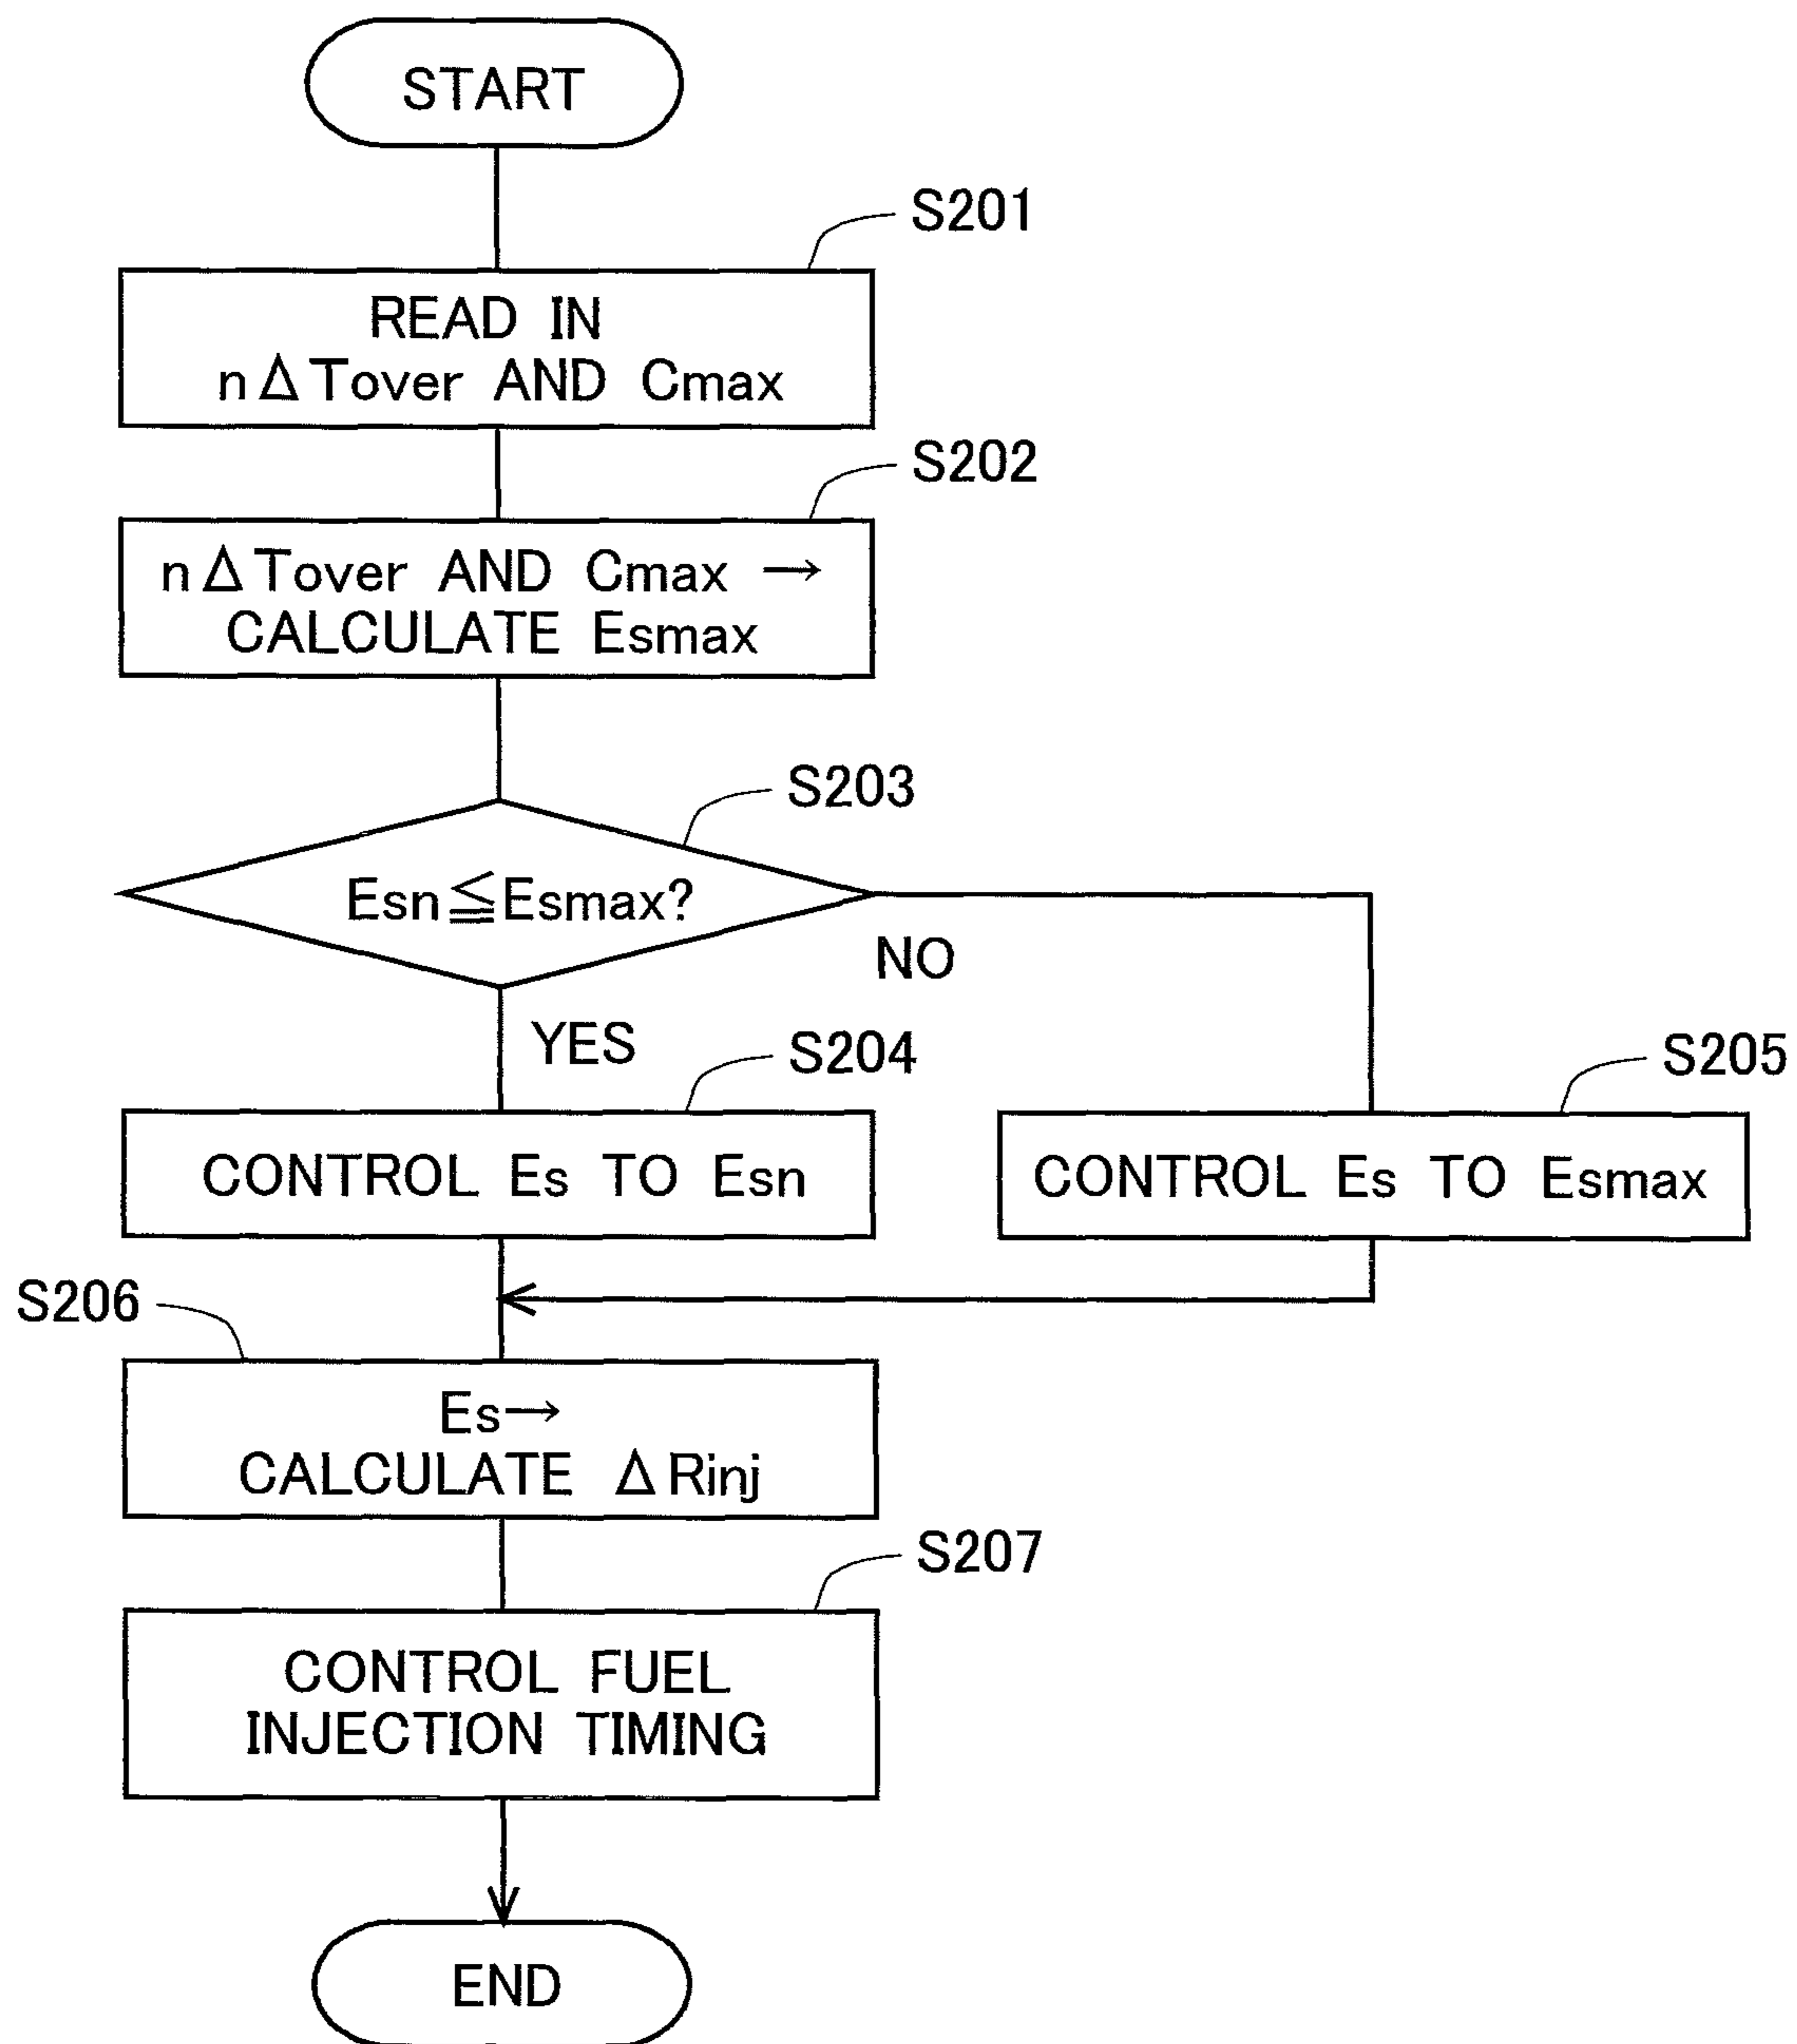 START
S201
READ IN
nΔTover AND Cmax
S202
nΔTover AND Cmax →
CALCULATE Esmax
S203
Esn≦Esmax?
NO
YES
S204
S205
CONTROL Es TO Esn
CONTROL Es TO Esmax
S206
Es→
CALCULATE ΔRinj
S207
CONTROL FUEL
INJECTION TIMING
END